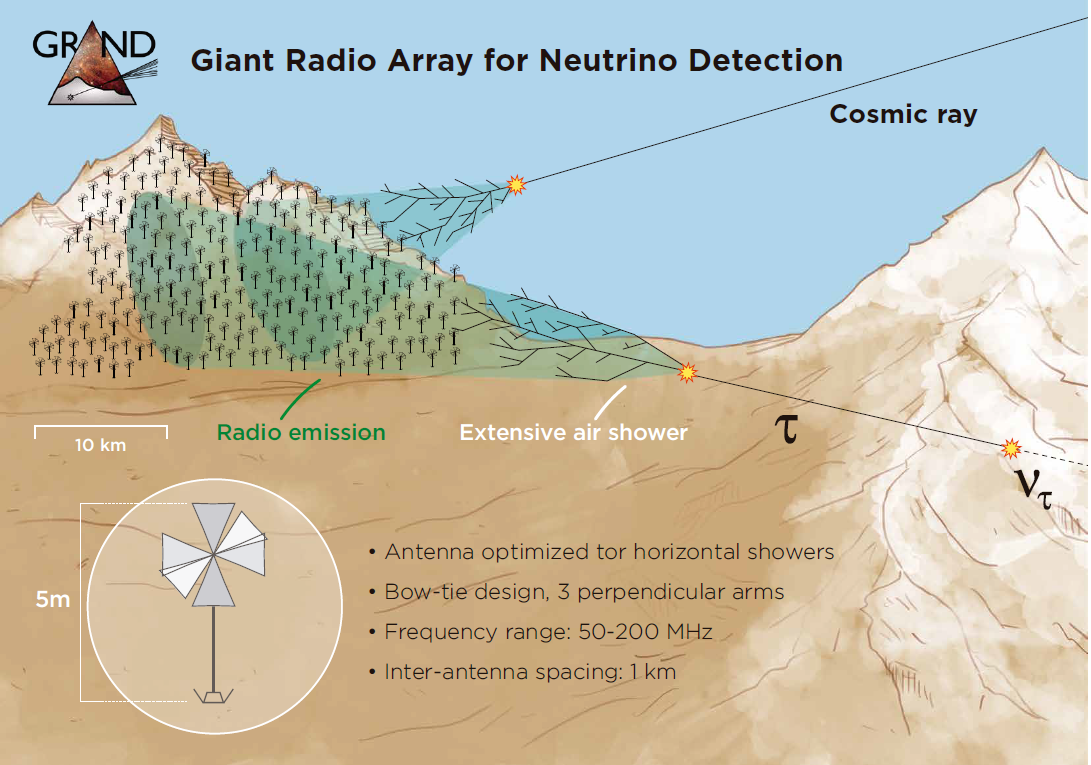 GRAND
Giant Radio Array for Neutrino Detection
Cosmic ray
Radio emission
Extensive air shower
τ
ντ
10 km
5m
• Antenna optimized tor horizontal showers
• Bow-tie design, 3 perpendicular arms
• Frequency range: 50-200 MHz
• Inter-antenna spacing: 1 km